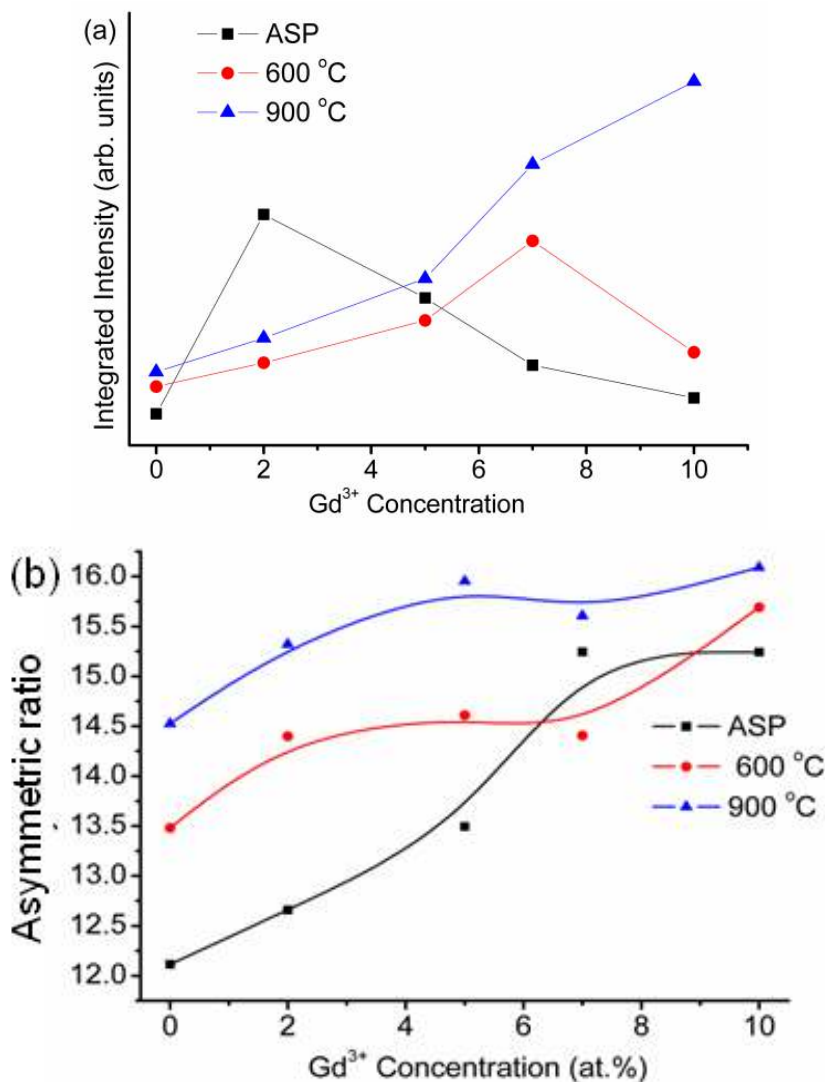 (a)
ASP
600 °C
900 °C
Integrated Intensity (arb. units)
0 2 4 6 8 10
Gd³⁺ Concentration
(b)
16.0
15.5
15.0
14.5
14.0
13.5
13.0
12.5
12.0
Asymmetric ratio
ASP
600 °C
900 °C
0 2 4 6 8 10
Gd³⁺ Concentration (at.%)